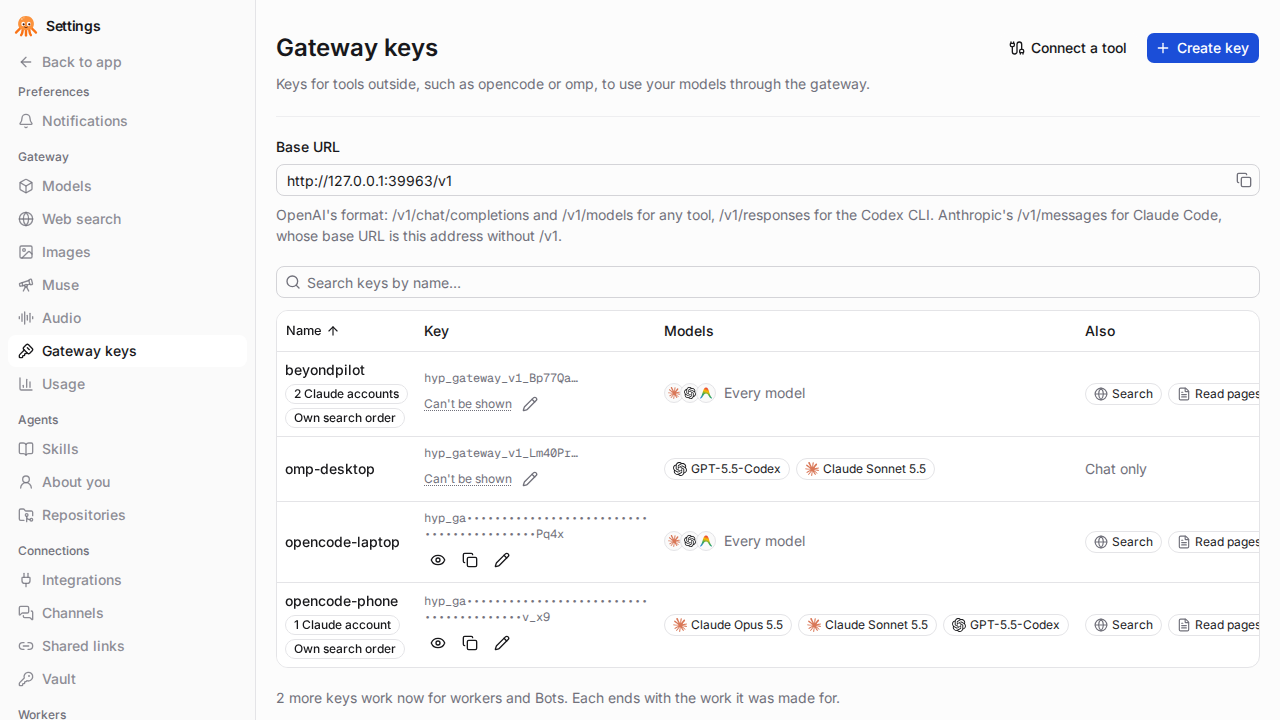 Settings
Back to app
Preferences
Notifications
Gateway
Models
Web search
Images
Muse
Audio
Gateway keys
Usage
Agents
Skills
About you
Repositories
Connections
Integrations
Channels
Shared links
Vault
Workers
Gateway keys
Connect a tool
Create key
Keys for tools outside, such as opencode or omp, to use your models through the gateway.
Base URL
http://127.0.0.1:39963/v1
OpenAI's format: /v1/chat/completions and /v1/models for any tool, /v1/responses for the Codex CLI. Anthropic's /v1/messages for Claude Code,
whose base URL is this address without /v1.
Search keys by name...
Name Key Models Also
beyondpilot
2 Claude accounts
Own search order
hyp_gateway_v1_Bp77Qa…
Can't be shown
Every model
Search Read pages
omp-desktop
hyp_gateway_v1_Lm40Pr…
Can't be shown
GPT-5.5-Codex Claude Sonnet 5.5
Chat only
opencode-laptop
hyp_ga••••••••••••••••••••••••••
••••••••••••••••Pq4x
Every model
Search Read pages
opencode-phone
1 Claude account
Own search order
hyp_ga••••••••••••••••••••••••••
••••••••••••••v_x9
Claude Opus 5.5 Claude Sonnet 5.5 GPT-5.5-Codex
Search Read pages
2 more keys work now for workers and Bots. Each ends with the work it was made for.